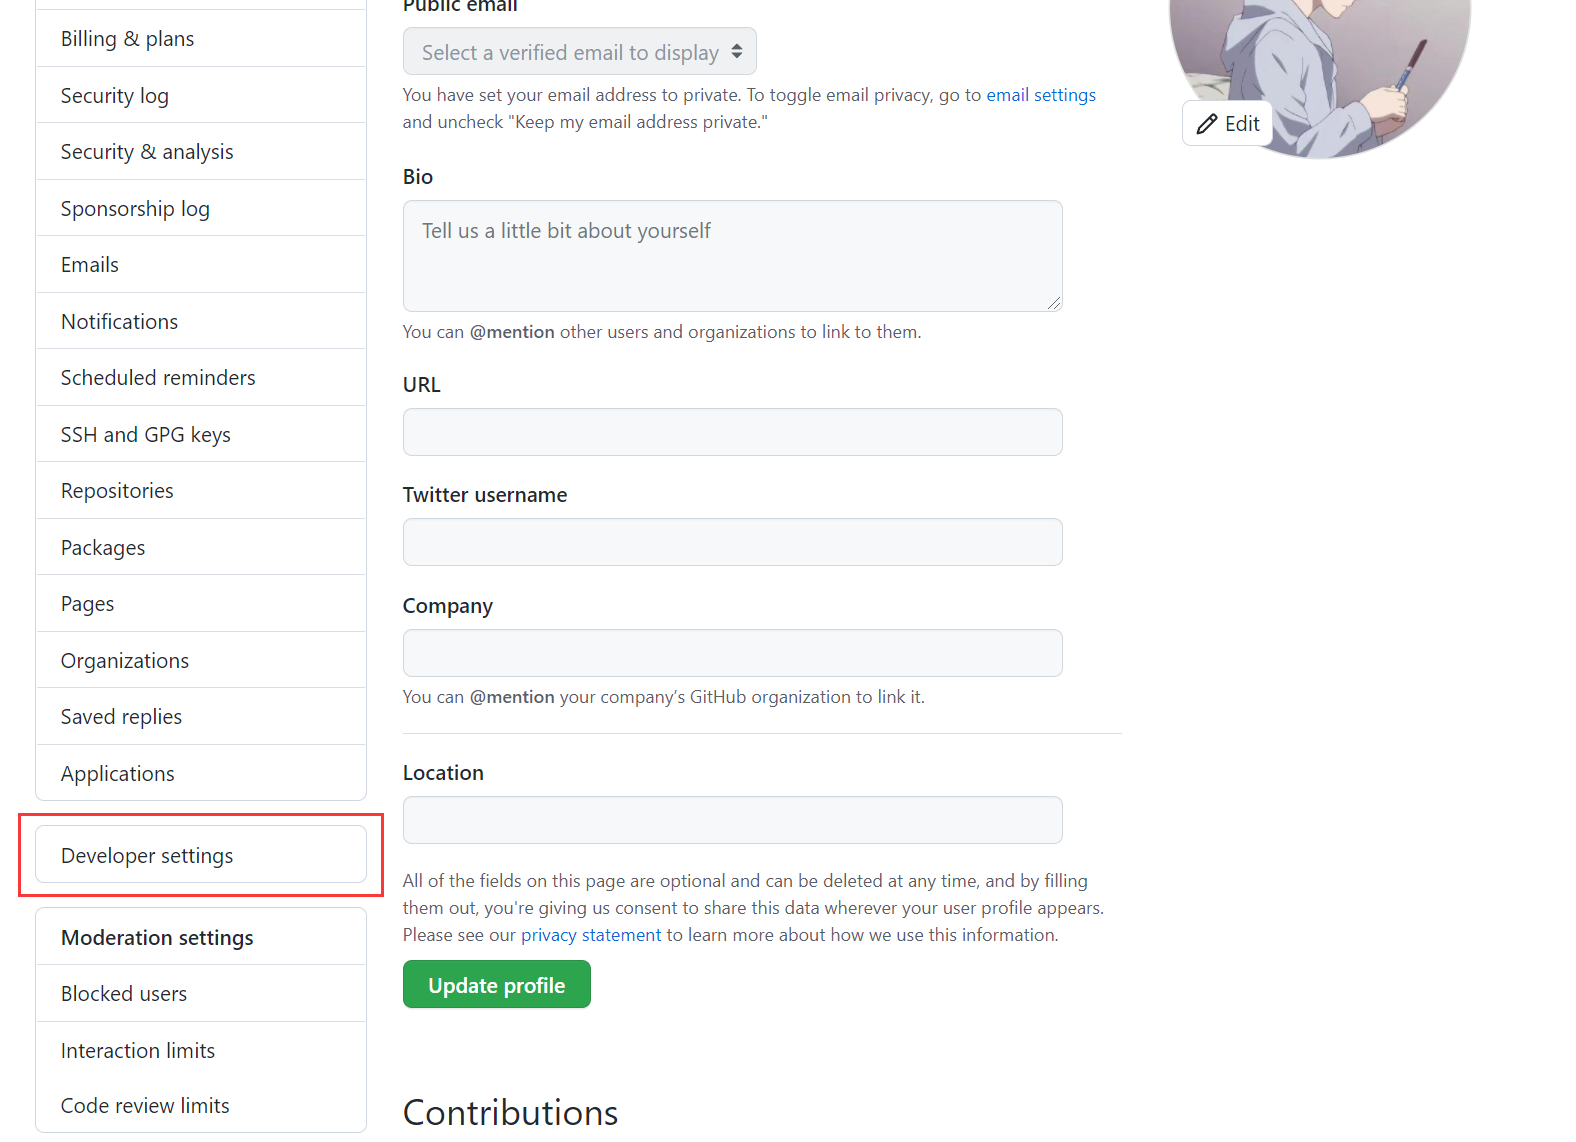 Billing & plans
Security log
Security & analysis
Sponsorship log
Emails
Notifications
Scheduled reminders
SSH and GPG keys
Repositories
Packages
Pages
Organizations
Saved replies
Applications
Developer settings
Moderation settings
Blocked users
Interaction limits
Code review limits
Public email
Select a verified email to display
You have set your email address to private. To toggle email privacy, go to email settings
and uncheck "Keep my email address private."
Bio
Tell us a little bit about yourself
You can @mention other users and organizations to link to them.
URL
Twitter username
Company
You can @mention your company’s GitHub organization to link it.
Location
All of the fields on this page are optional and can be deleted at any time, and by filling
them out, you're giving us consent to share this data wherever your user profile appears.
Please see our privacy statement to learn more about how we use this information.
Update profile
Contributions
Edit